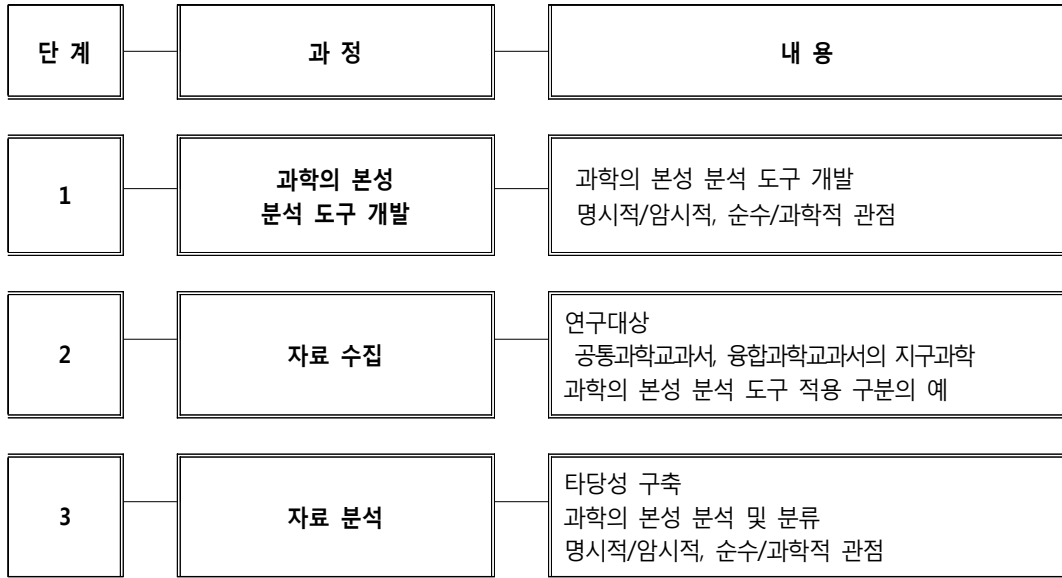 단 계
과 정
내 용
1
과학의 본성
분석 도구 개발
과학의 본성 분석 도구 개발
명시적/암시적, 순수/과학적 관점
2
자료 수집
연구대상
공통과학교과서, 융합과학교과서의 지구과학
과학의 본성 분석 도구 적용 구분의 예
3
자료 분석
타당성 구축
과학의 본성 분석 및 분류
명시적/암시적, 순수/과학적 관점